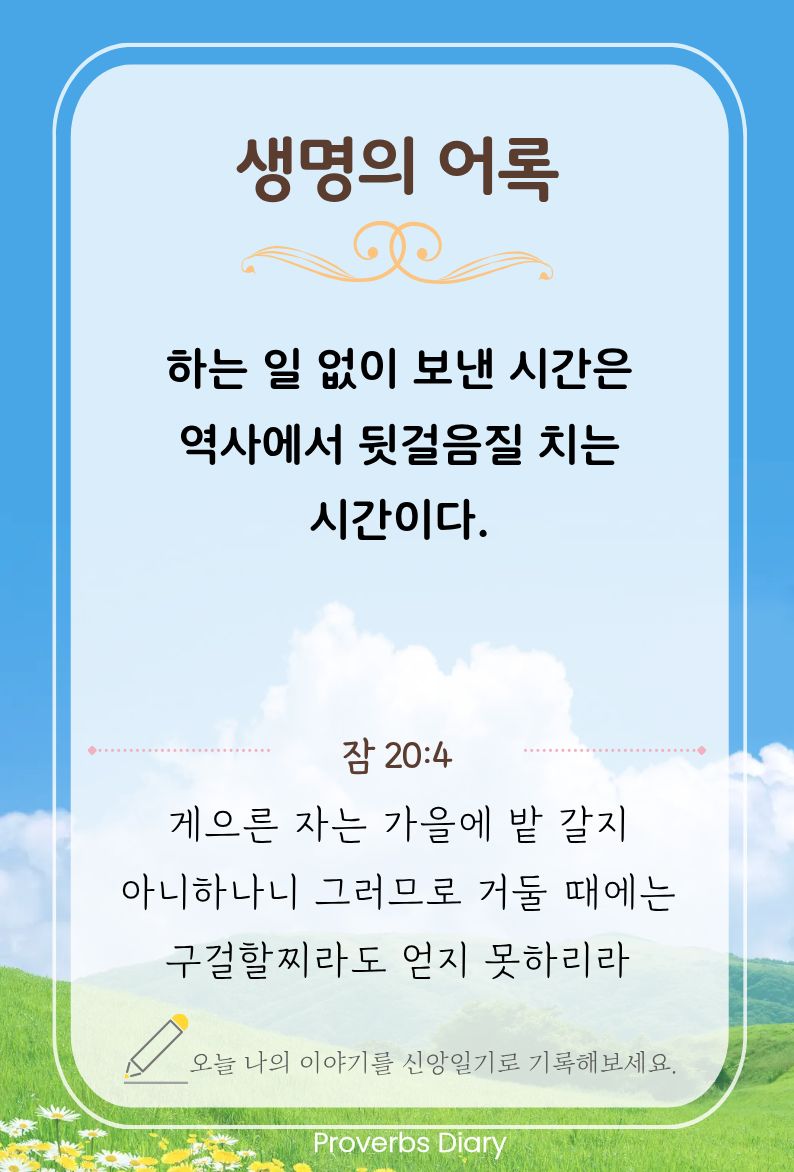 생명의 어록
하는 일 없이 보낸 시간은
역사에서 뒷걸음질 치는
시간이다.
잠 20:4
게으른 자는 가을에 밭 갈지
아니하나니 그러므로 거둘 때에는
구걸할찌라도 얻지 못하리라
오늘 나의 이야기를 신앙일기로 기록해보세요.
Proverbs Diary